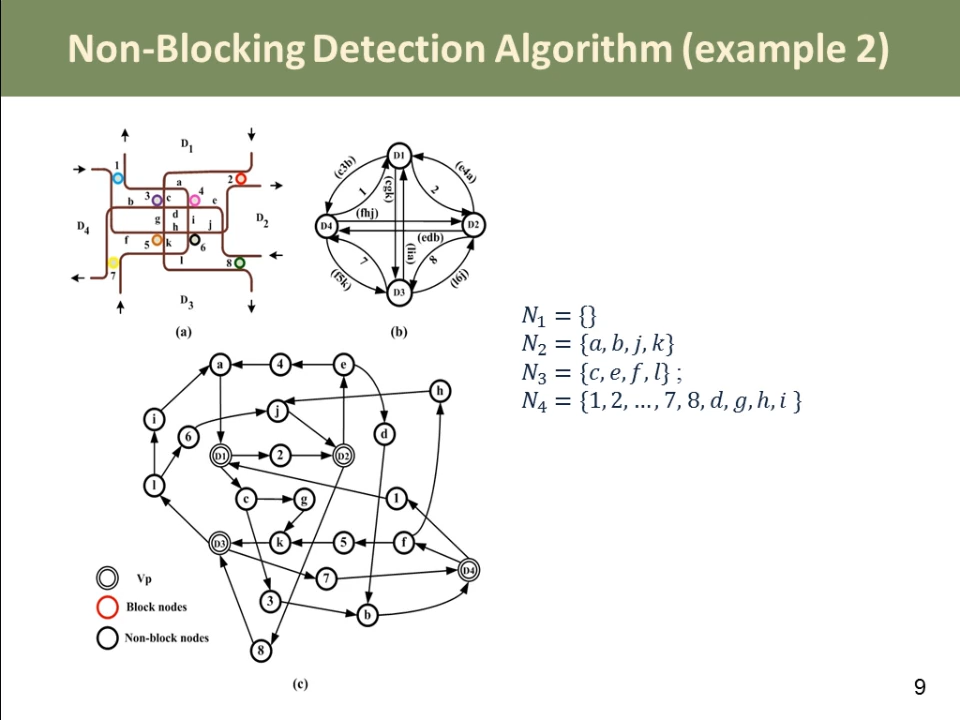 Non-Blocking Detection Algorithm (example 2)
D1
1
2
a
3
c
4
b
e
D4
g
d
i
j
D2
h
f
5
k
6
l
7
8
D3
(a)
D1
(c3b)
(e4a)
1
(cgk)
2
(fhj)
D4
D2
(edb)
(lia)
7
8
(f5k)
(l6j)
D3
(b)
N1 = {}
N2 = {a, b, j, k}
N3 = {c, e, f, l} ;
N4 = {1, 2, ..., 7, 8, d, g, h, i }
a
4
e
h
i
j
6
d
D1
2
D2
l
c
g
1
D3
k
5
f
7
D4
3
b
8
Vp
Block nodes
Non-block nodes
(c)
9